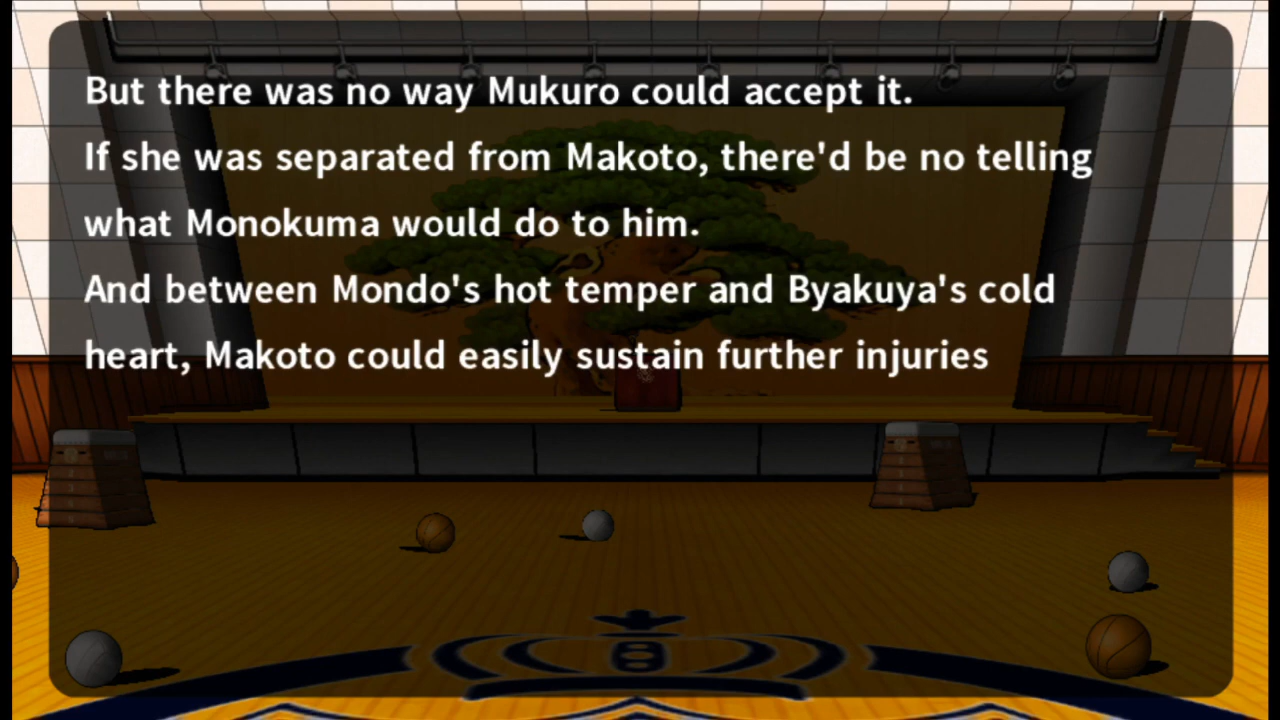 But there was no way Mukuro could accept it.
If she was separated from Makoto, there'd be no telling
what Monokuma would do to him.
And between Mondo's hot temper and Byakuya's cold
heart, Makoto could easily sustain further injuries